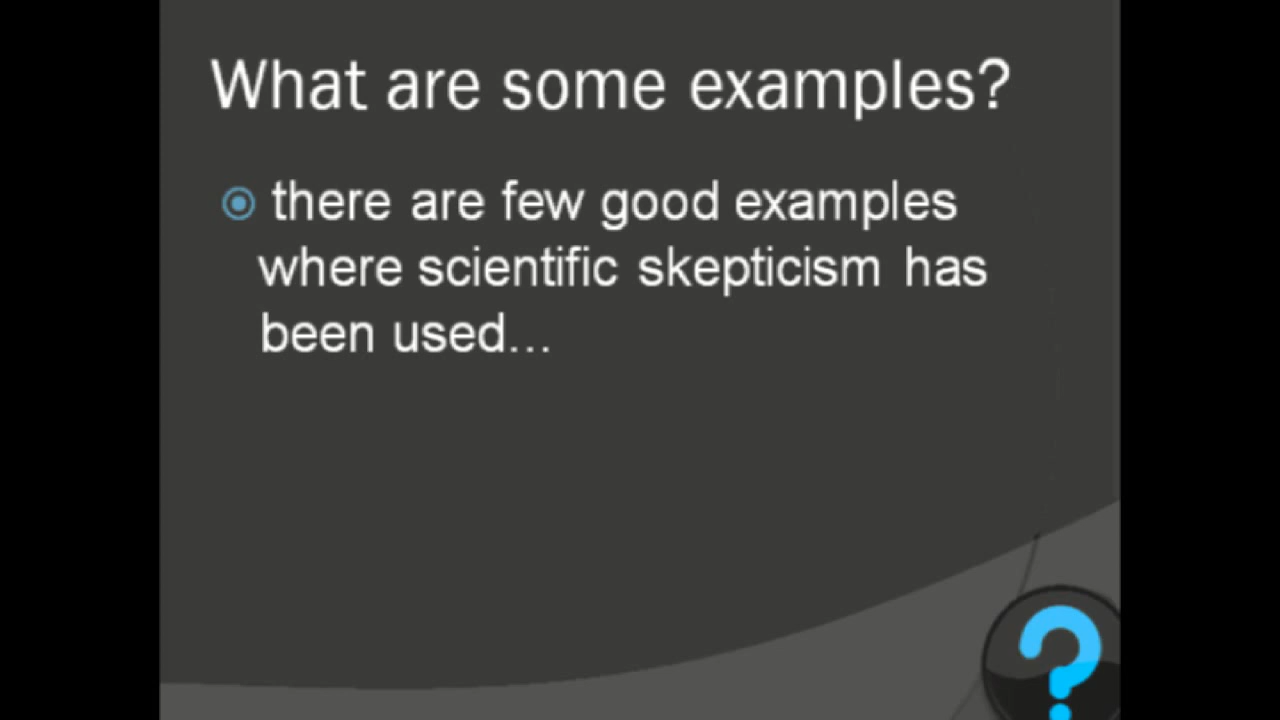 What are some examples?
there are few good examples
where scientific skepticism has
been used...